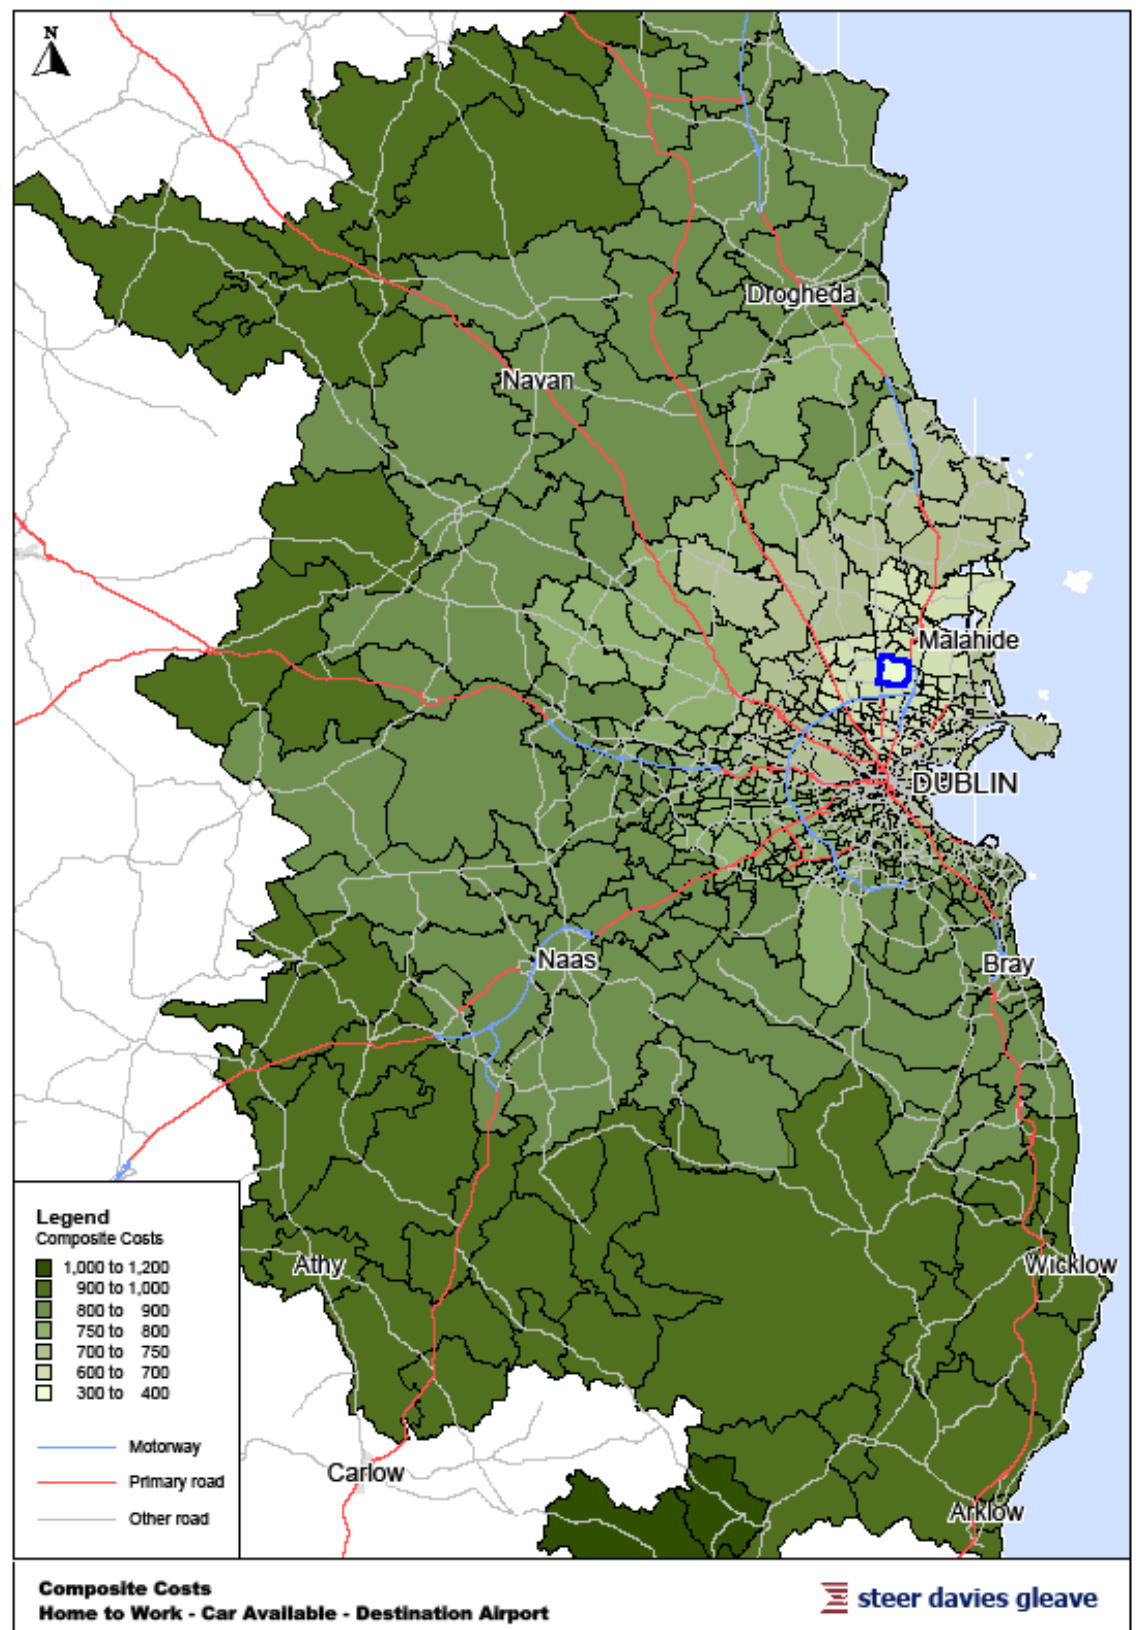 N
Drogheda
Navan
Malahide
DUBLIN
Naas
Bray
Legend
Composite Costs
1,000 to 1,200
900 to 1,000
800 to 900
750 to 800
700 to 750
600 to 700
300 to 400
Motorway
Primary road
Other road
Athy
Wicklow
Carlow
Arklow
Composite Costs
Home to Work - Car Available - Destination Airport
steer davies gleave